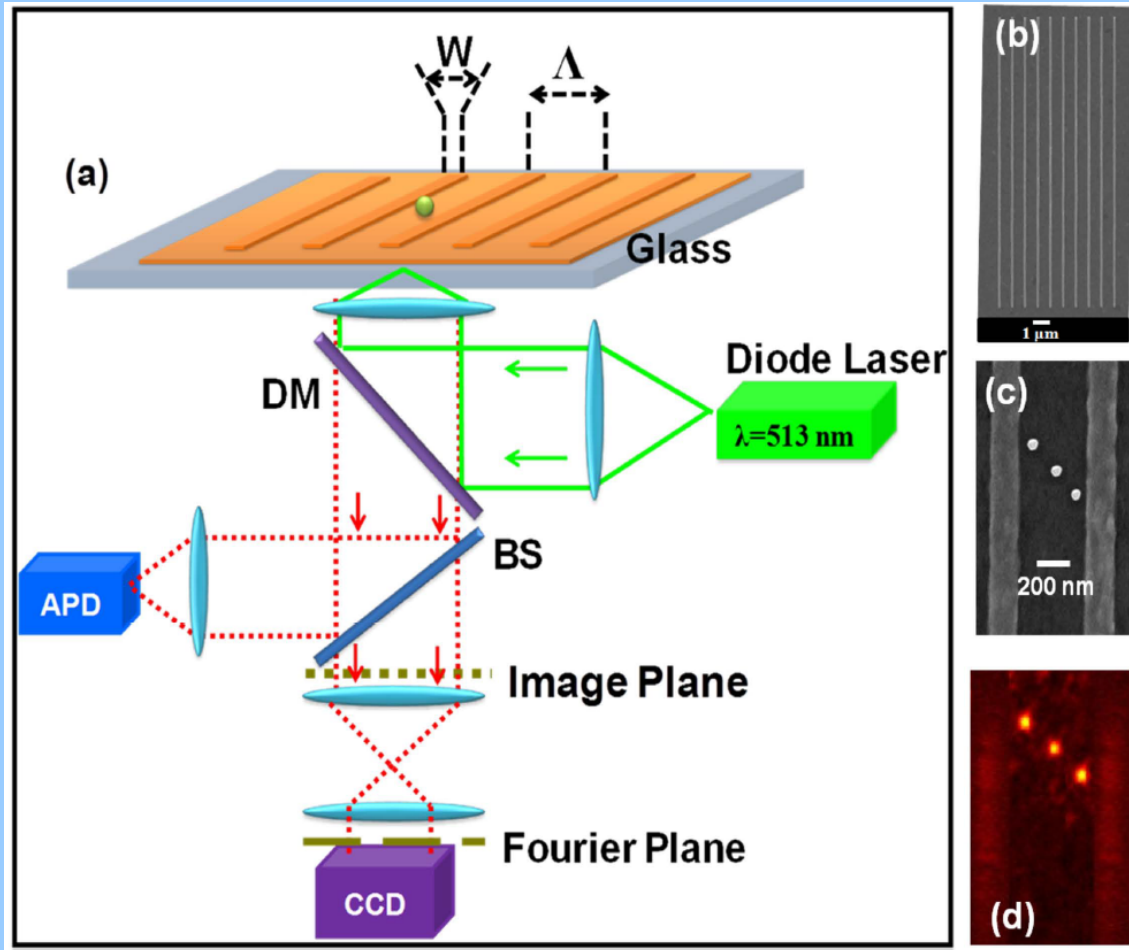 W
Λ
(a)
Glass
DM
Diode Laser
λ=513 nm
BS
APD
Image Plane
Fourier Plane
CCD
(b)
1 μm
(c)
200 nm
(d)